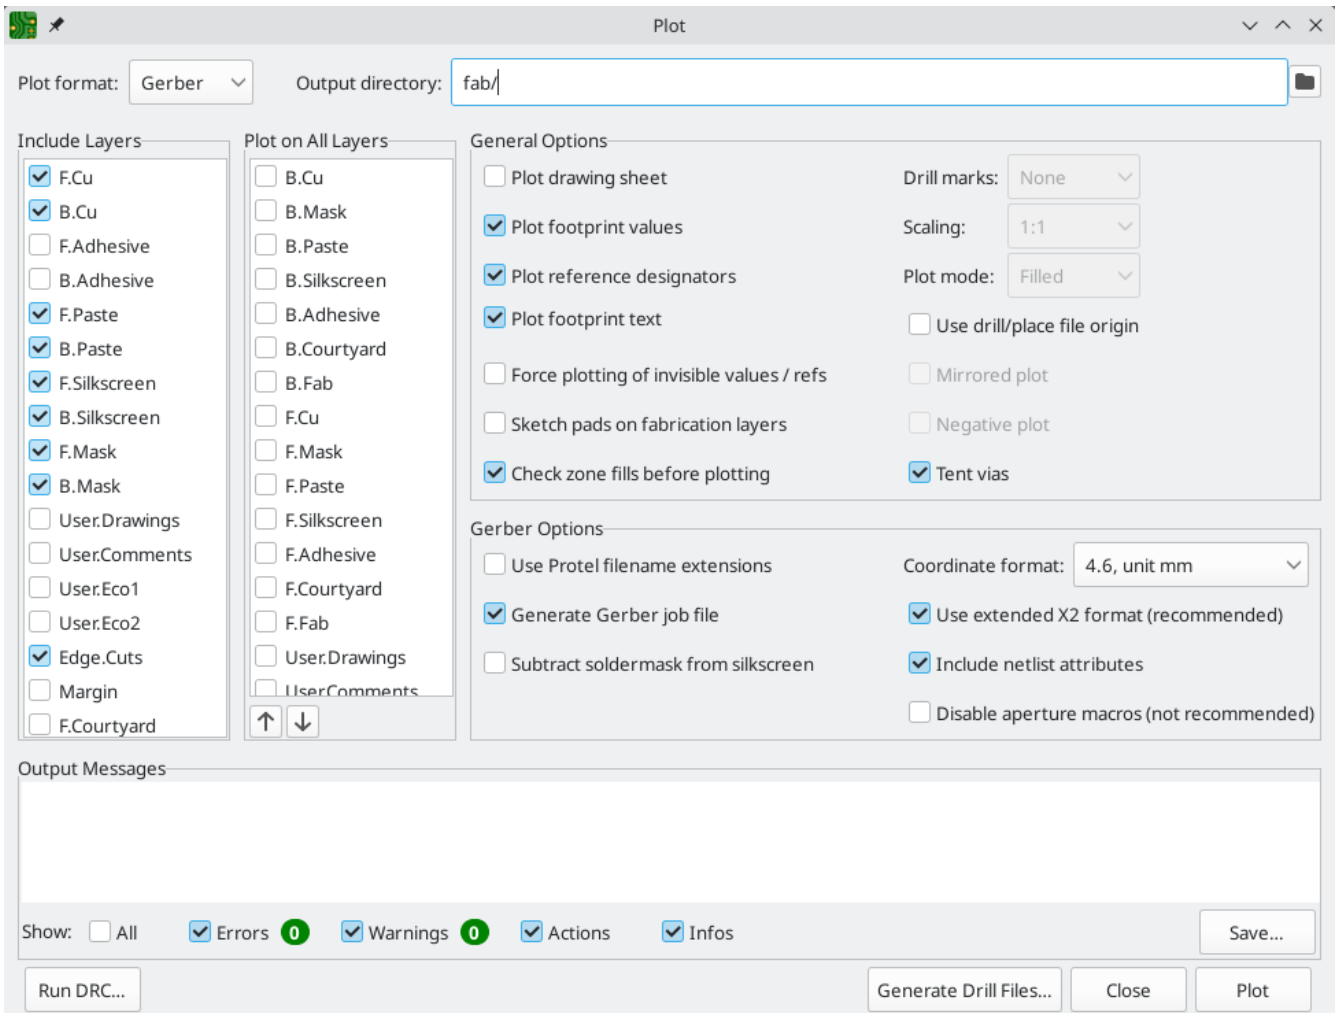 Plot
Plot format: Gerber Output directory: fab/
Include Layers
F.Cu
B.Cu
F.Adhesive
B.Adhesive
F.Paste
B.Paste
F.Silkscreen
B.Silkscreen
F.Mask
B.Mask
User.Drawings
User.Comments
User.Eco1
User.Eco2
Edge.Cuts
Margin
F.Courtyard
Plot on All Layers
B.Cu
B.Mask
B.Paste
B.Silkscreen
B.Adhesive
B.Courtyard
B.Fab
F.Cu
F.Mask
F.Paste
F.Silkscreen
F.Adhesive
F.Courtyard
F.Fab
User.Drawings
User.Comments
General Options
Plot drawing sheet
Plot footprint values
Plot reference designators
Plot footprint text
Force plotting of invisible values / refs
Sketch pads on fabrication layers
Check zone fills before plotting
Drill marks: None
Scaling: 1:1
Plot mode: Filled
Use drill/place file origin
Mirrored plot
Negative plot
Tent vias
Gerber Options
Use Protel filename extensions
Generate Gerber job file
Subtract soldermask from silkscreen
Coordinate format: 4.6, unit mm
Use extended X2 format (recommended)
Include netlist attributes
Disable aperture macros (not recommended)
Output Messages
Show: All Errors 0 Warnings 0 Actions Infos Save...
Run DRC... Generate Drill Files... Close Plot